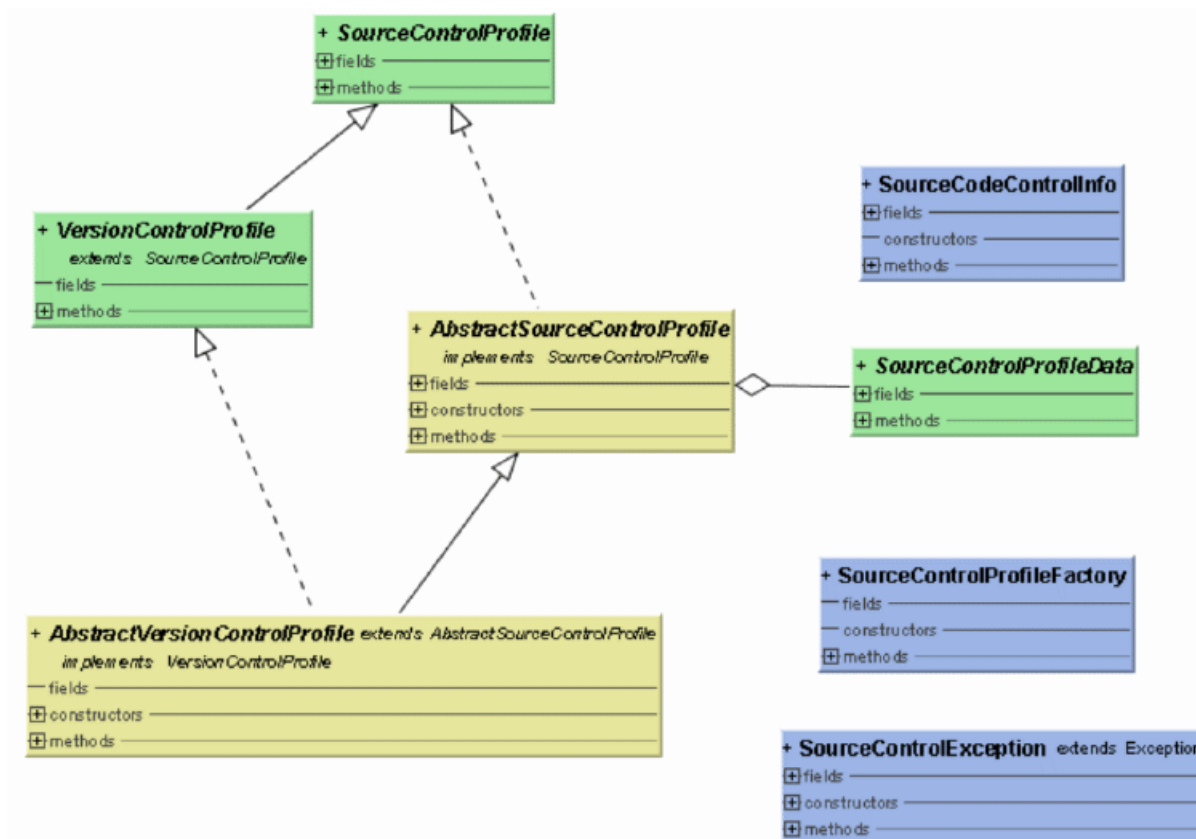 + SourceControlProfile
+ fields
+ methods
+ VersionControlProfile
extends SourceControlProfile
fields
+ methods
+ SourceCodeControlInfo
+ fields
constructors
+ methods
+ AbstractSourceControlProfile
implements SourceControlProfile
+ fields
+ constructors
+ methods
+ SourceControlProfileData
+ fields
+ methods
+ SourceControlProfileFactory
fields
constructors
+ methods
+ AbstractVersionControlProfile extends AbstractSourceControlProfile
implements VersionControlProfile
fields
+ constructors
+ methods
+ SourceControlException extends Exception
+ fields
+ constructors
+ methods